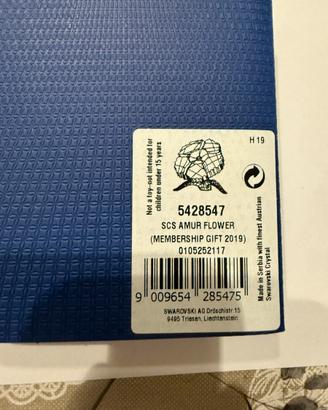 Not a toy-not intended for
children under 15 years
H 19
5428547
SCS AMUR FLOWER
(MEMBERSHIP GIFT 2019)
0105252117
9 009654 285475
SWAROVSKI AG Dröschistr 15
9495 Triesen, Liechtenstein
Made in Serbia with finest Austrian
Swarovski Crystal